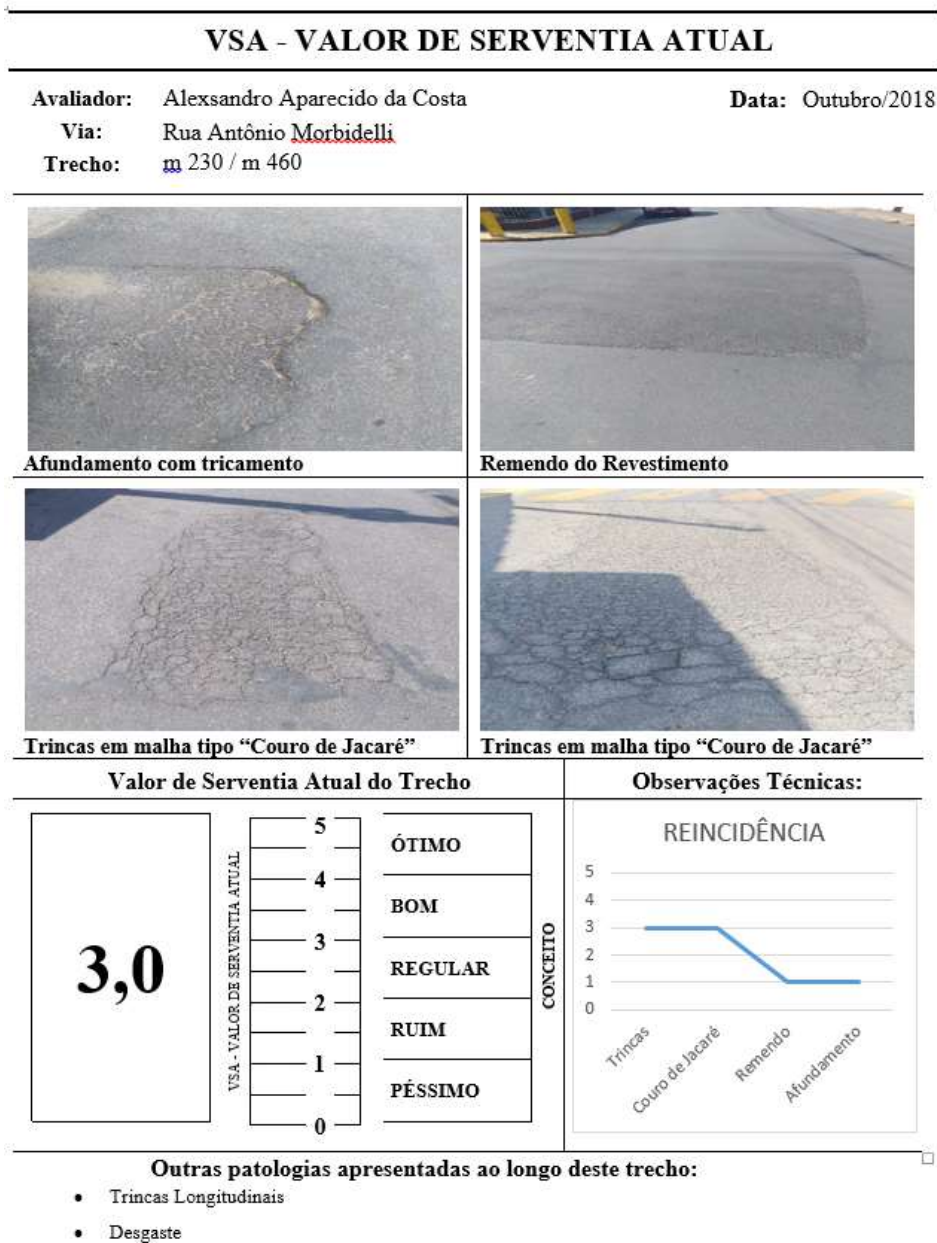 VSA - VALOR DE SERVENTIA ATUAL
Avaliador: Alexsandro Aparecido da Costa Data: Outubro/2018
Via: Rua Antônio Morbidelli
Trecho: m 230 / m 460
Afundamento com tricamento
Remendo do Revestimento
Trincas em malha tipo “Couro de Jacaré”
Trincas em malha tipo “Couro de Jacaré”
Valor de Serventia Atual do Trecho
Observações Técnicas:
3,0
VSA - VALOR DE SERVENTIA ATUAL
5
4
3
2
1
0
ÓTIMO
BOM
REGULAR
RUIM
PÉSSIMO
CONCEITO
REINCIDÊNCIA
5
4
3
2
1
0
Trincas
Couro de Jacaré
Remendo
Afundamento
Outras patologias apresentadas ao longo deste trecho:
• Trincas Longitudinais
• Desgaste